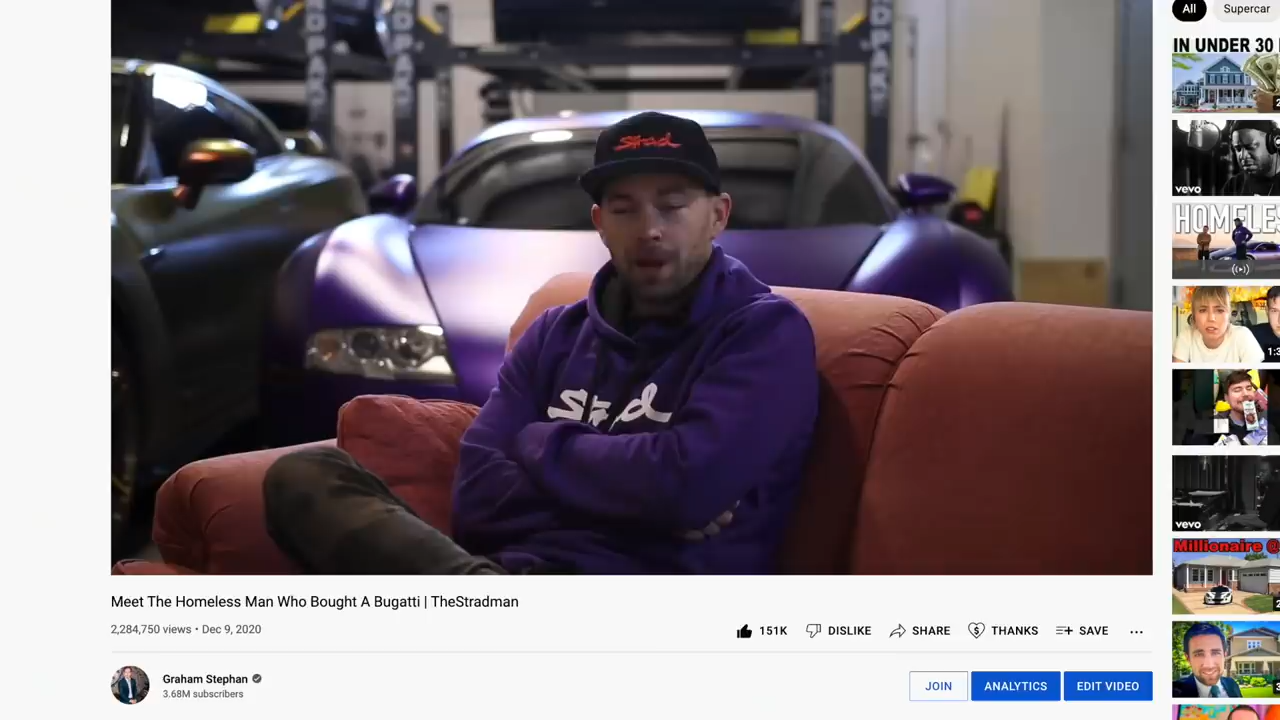 All
Supercar
IN UNDER 30
Strad
vevo
HOMELES
Strad
1:3
vevo
Millionaire @
Meet The Homeless Man Who Bought A Bugatti | TheStradman
2,284,750 views • Dec 9, 2020
151K
DISLIKE
SHARE
THANKS
SAVE
Graham Stephan
3.68M subscribers
JOIN
ANALYTICS
EDIT VIDEO